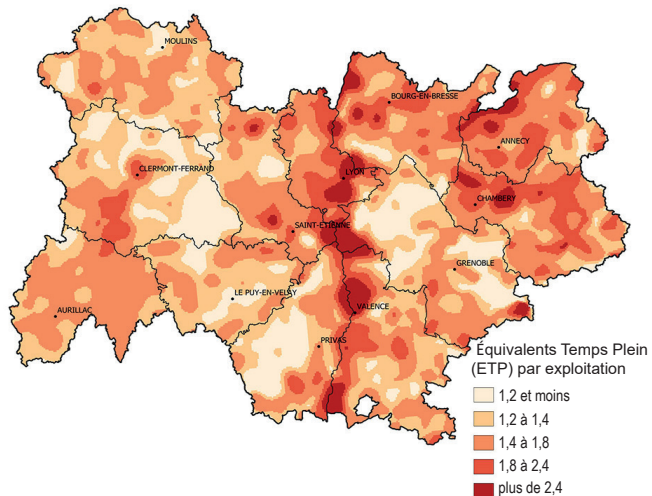 MOULINS
BOURG-EN-BRESSE
ANNECY
CLERMONT-FERRAND
LYON
CHAMBERY
SAINT-ETIENNE
GRENOBLE
LE PUY-EN-VELAY
AURILLAC
VALENCE
PRIVAS
Équivalents Temps Plein
(ETP) par exploitation
1,2 et moins
1,2 à 1,4
1,4 à 1,8
1,8 à 2,4
plus de 2,4